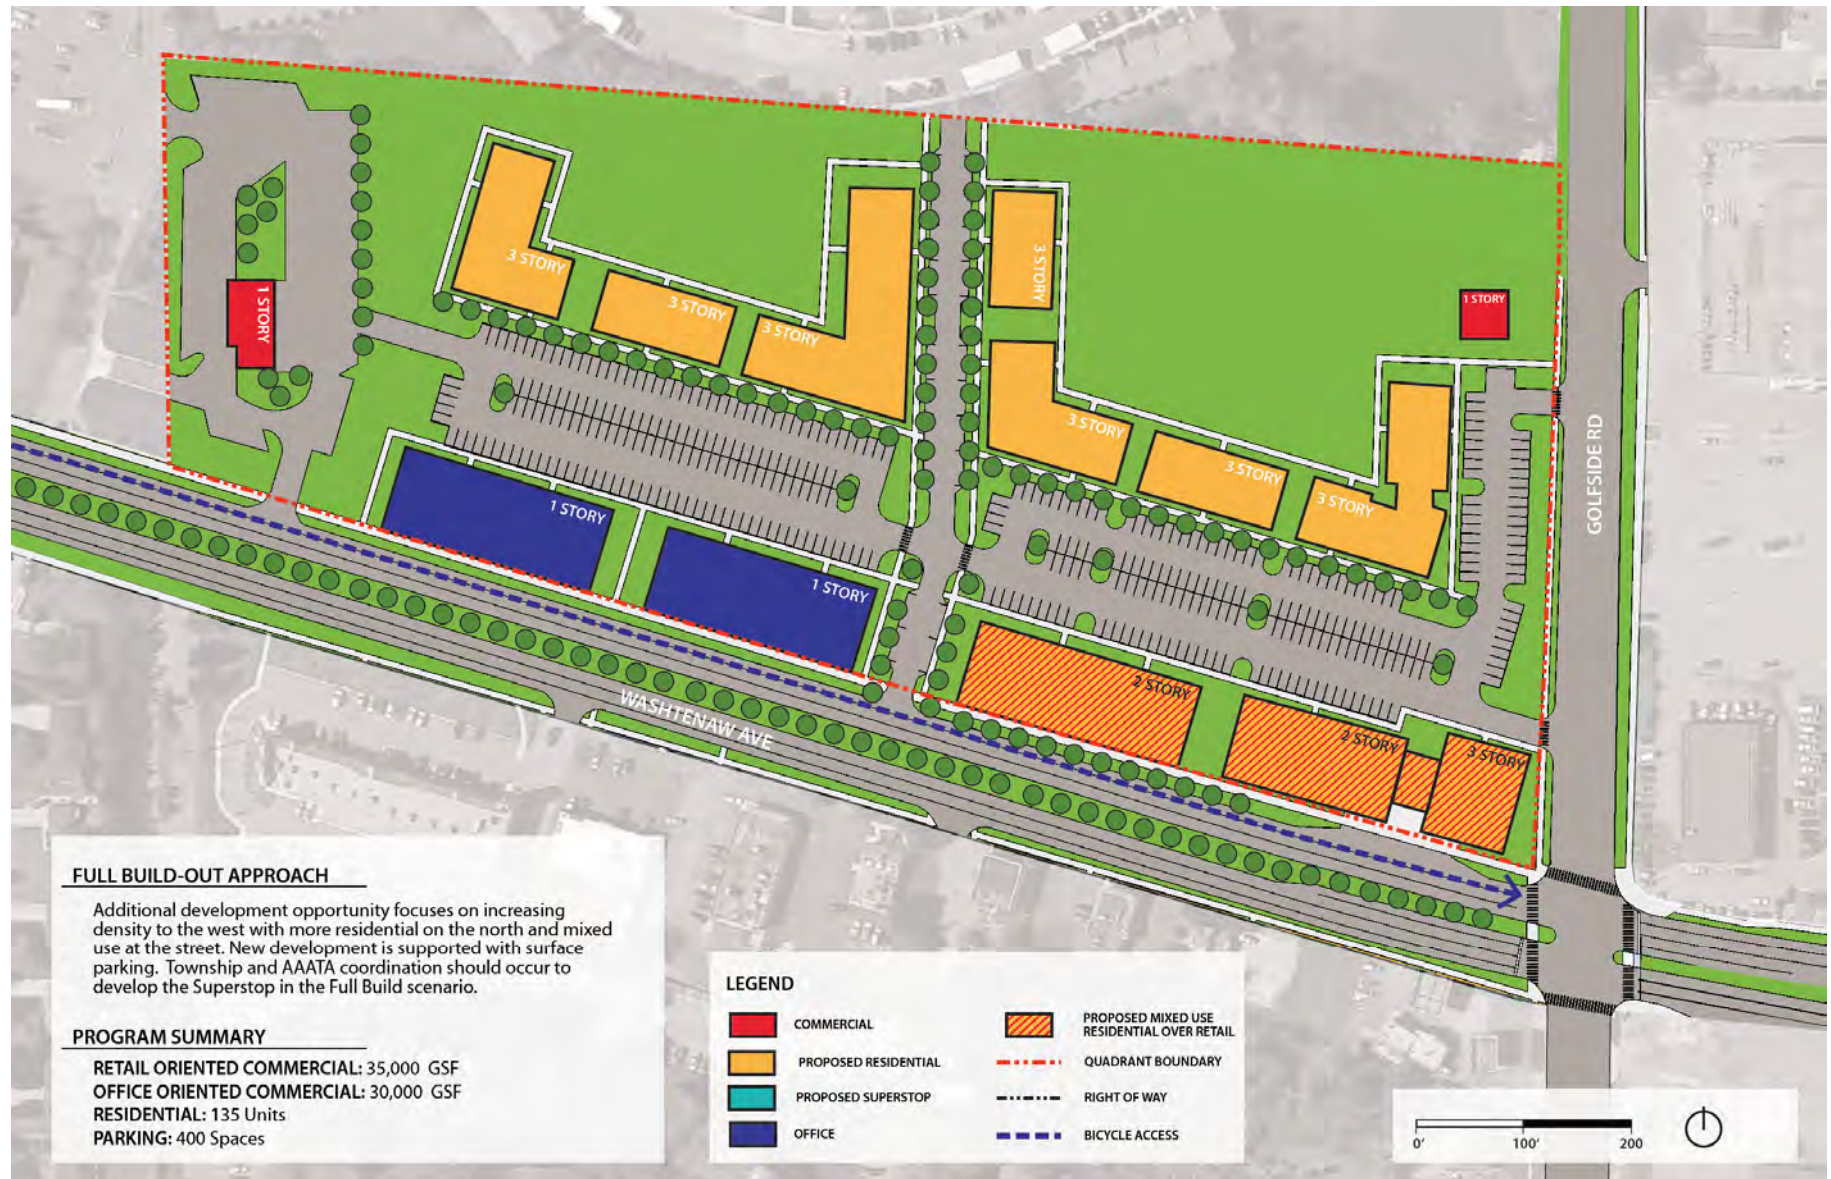 1 STORY
3 STORY
3 STORY
3 STORY
3 STORY
1 STORY
3 STORY
3 STORY
3 STORY
GOLFSIDE RD
1 STORY
1 STORY
2 STORY
2 STORY
3 STORY
WASHTENAW AVE
FULL BUILD-OUT APPROACH
Additional development opportunity focuses on increasing
density to the west with more residential on the north and mixed
use at the street. New development is supported with surface
parking. Township and AAATA coordination should occur to
develop the Superstop in the Full Build scenario.
PROGRAM SUMMARY
RETAIL ORIENTED COMMERCIAL: 35,000 GSF
OFFICE ORIENTED COMMERCIAL: 30,000 GSF
RESIDENTIAL: 135 Units
PARKING: 400 Spaces
LEGEND
COMMERCIAL
PROPOSED RESIDENTIAL
PROPOSED SUPERSTOP
OFFICE
PROPOSED MIXED USE
RESIDENTIAL OVER RETAIL
QUADRANT BOUNDARY
RIGHT OF WAY
BICYCLE ACCESS
0' 100' 200